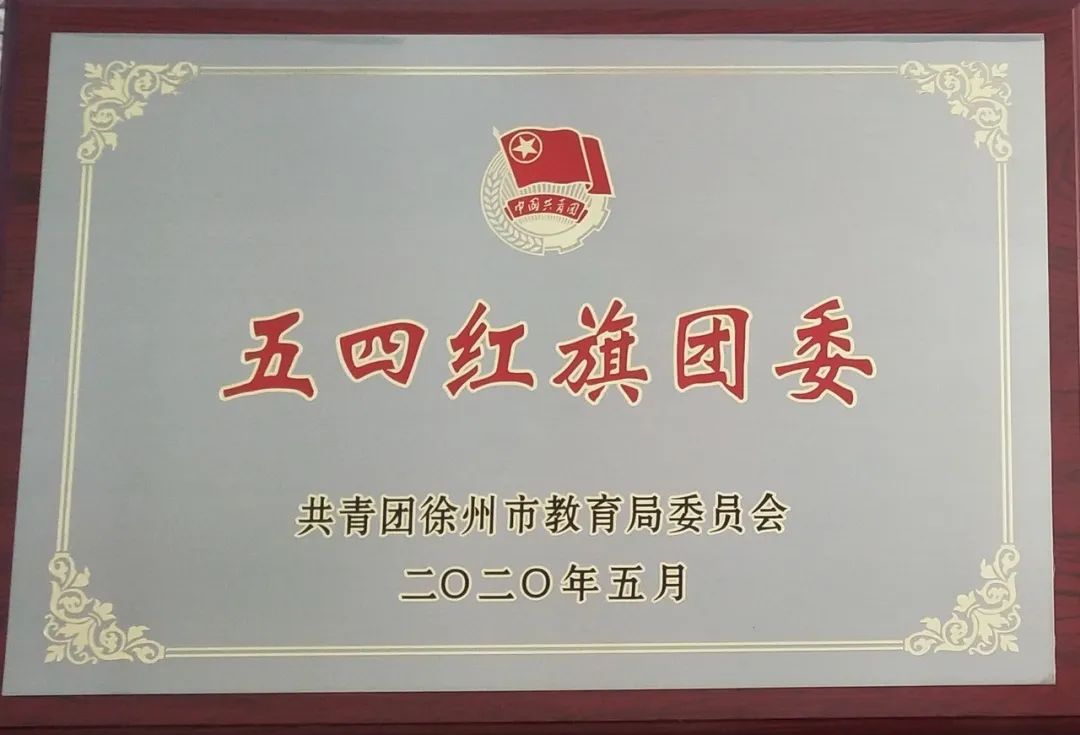 中国共青团
五四红旗团委
共青团徐州市教育局委员会
二〇二〇年五月